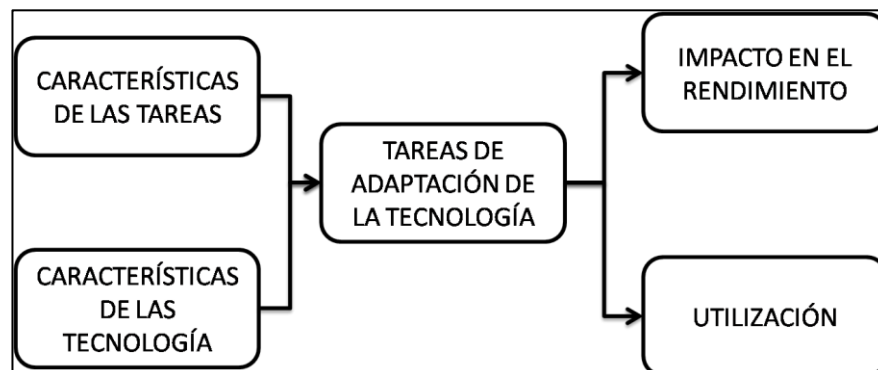 CARACTERÍSTICAS
DE LAS TAREAS
CARACTERÍSTICAS
DE LAS
TECNOLOGÍA
TAREAS DE
ADAPTACIÓN DE
LA TECNOLOGÍA
IMPACTO EN EL
RENDIMIENTO
UTILIZACIÓN